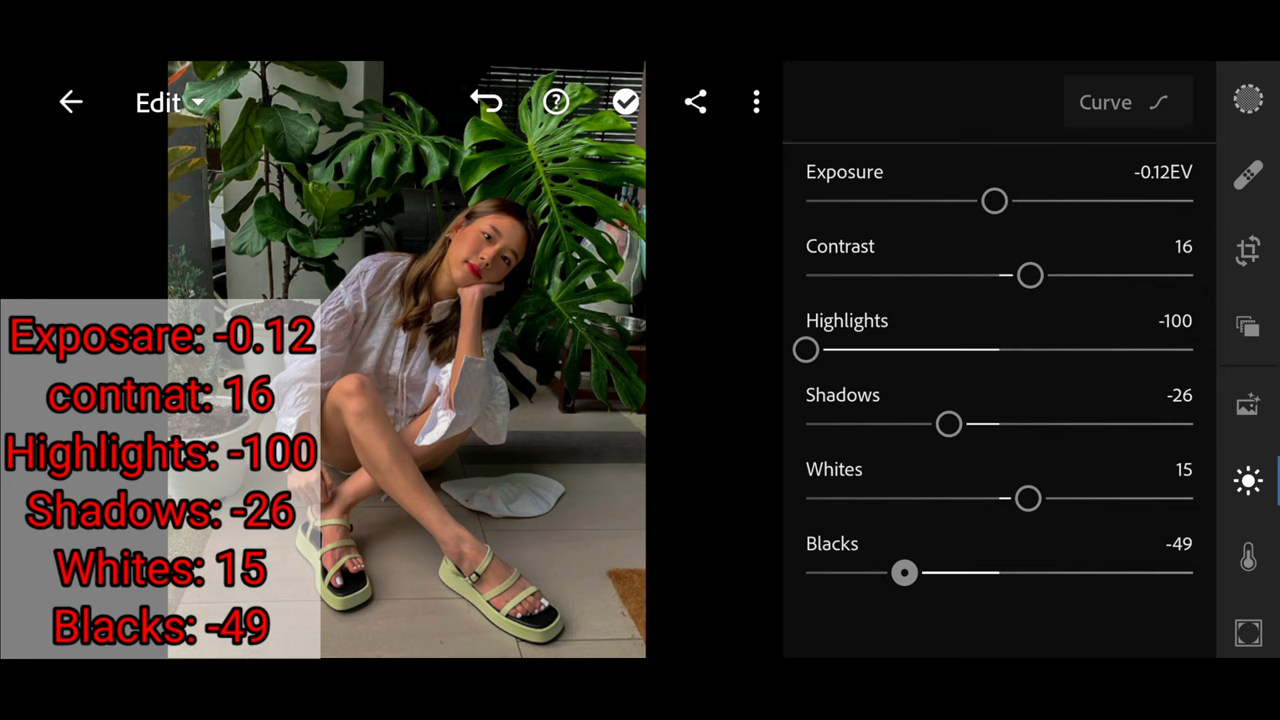 Edit
Curve
Exposure -0.12EV
Contrast 16
Highlights -100
Shadows -26
Whites 15
Blacks -49
Exposare: -0.12
contnat: 16
Highlights: -100
Shadows: -26
Whites: 15
Blacks: -49